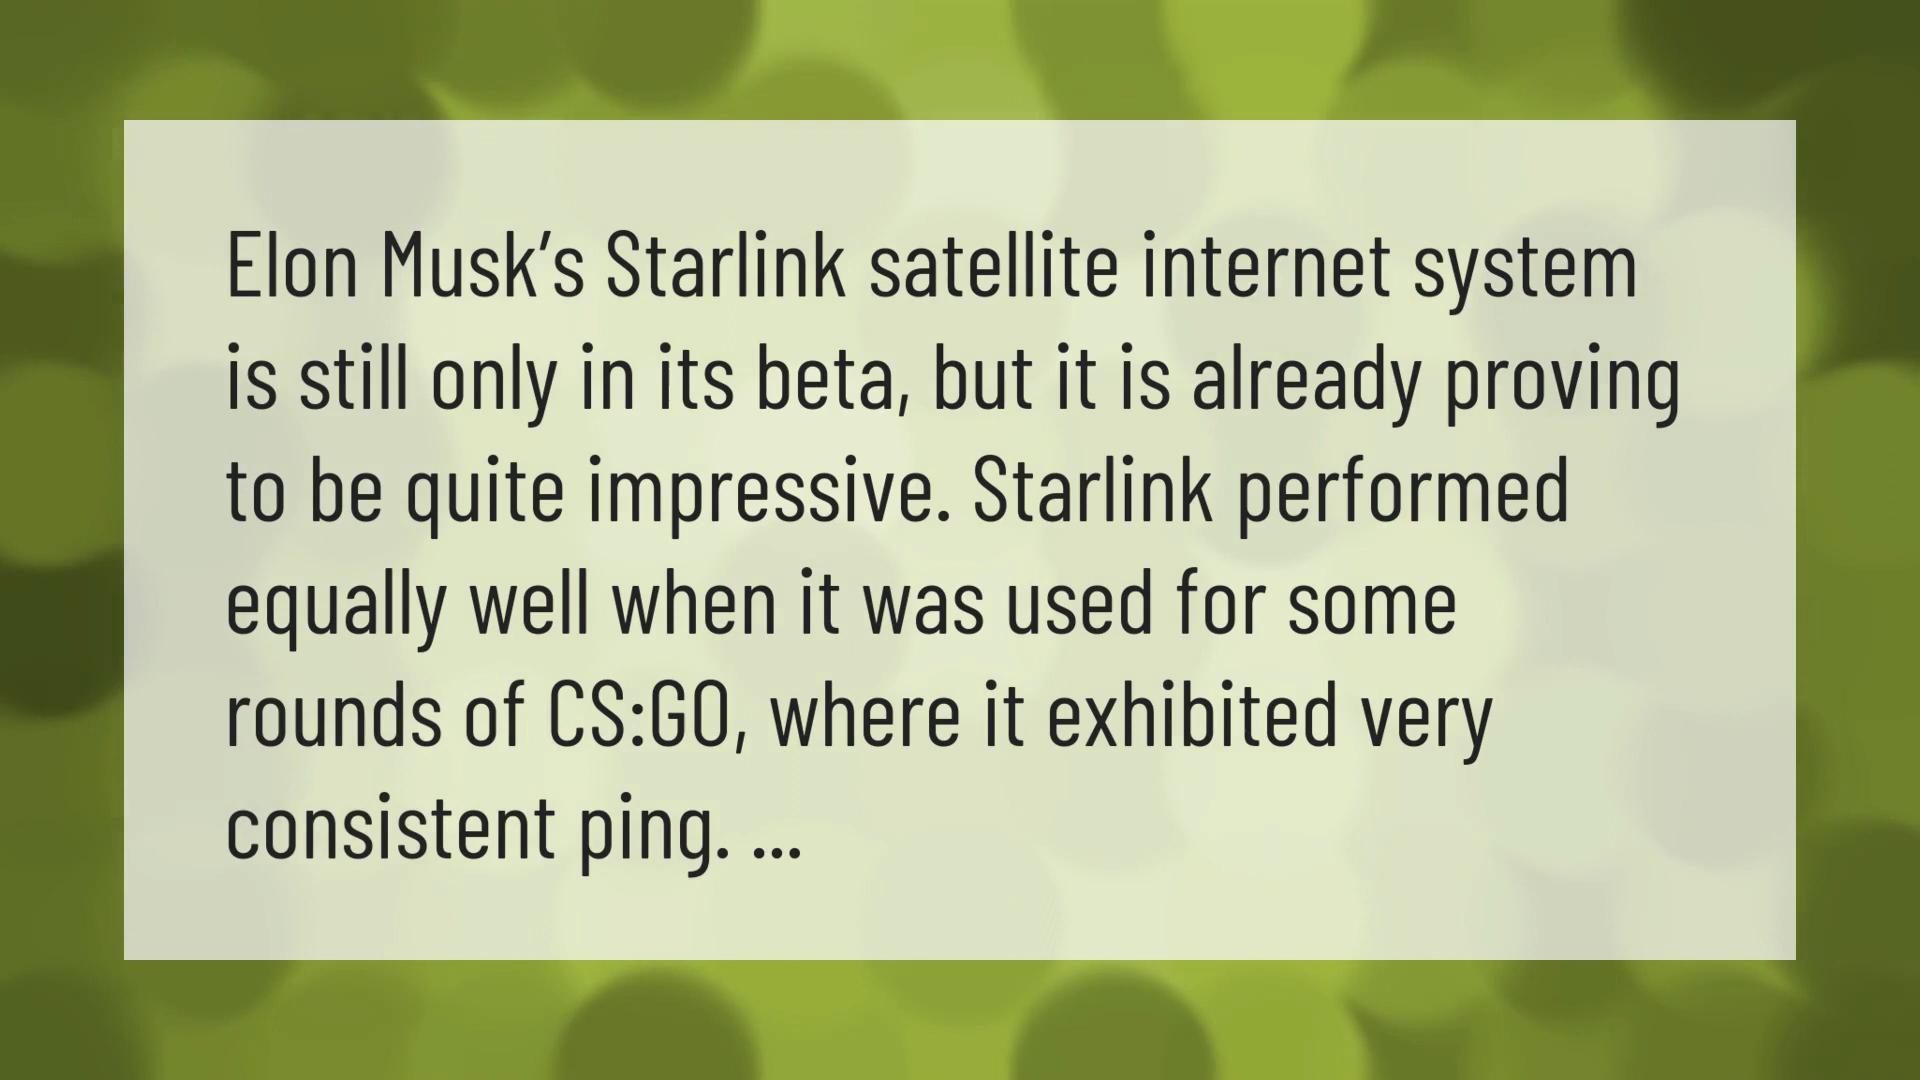 Elon Musk’s Starlink satellite internet system
is still only in its beta, but it is already proving
to be quite impressive. Starlink performed
equally well when it was used for some
rounds of CS:GO, where it exhibited very
consistent ping. ...